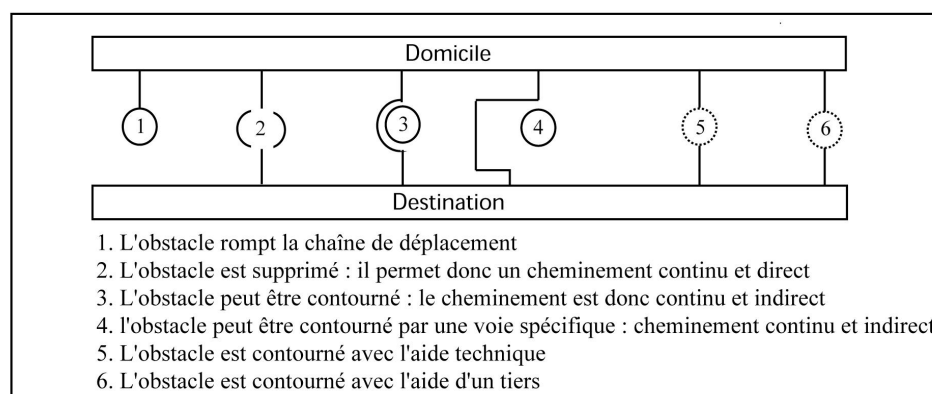 Domicile
1 2 3 4 5 6
Destination
1. L'obstacle rompt la chaîne de déplacement
2. L'obstacle est supprimé : il permet donc un cheminement continu et direct
3. L'obstacle peut être contourné : le cheminement est donc continu et indirect
4. l'obstacle peut être contourné par une voie spécifique : cheminement continu et indirect
5. L'obstacle est contourné avec l'aide technique
6. L'obstacle est contourné avec l'aide d'un tiers